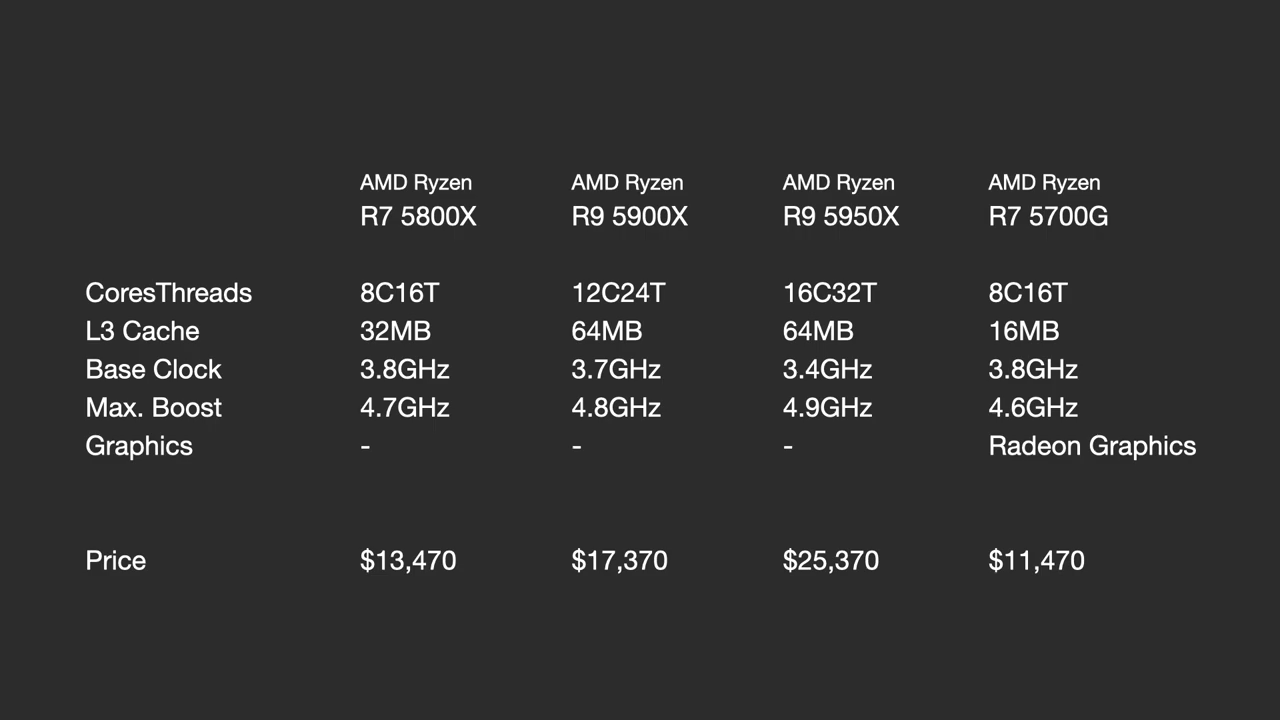 AMD Ryzen AMD Ryzen AMD Ryzen AMD Ryzen
R7 5800X R9 5900X R9 5950X R7 5700G
CoresThreads 8C16T 12C24T 16C32T 8C16T
L3 Cache 32MB 64MB 64MB 16MB
Base Clock 3.8GHz 3.7GHz 3.4GHz 3.8GHz
Max. Boost 4.7GHz 4.8GHz 4.9GHz 4.6GHz
Graphics - - - Radeon Graphics
Price $13,470 $17,370 $25,370 $11,470